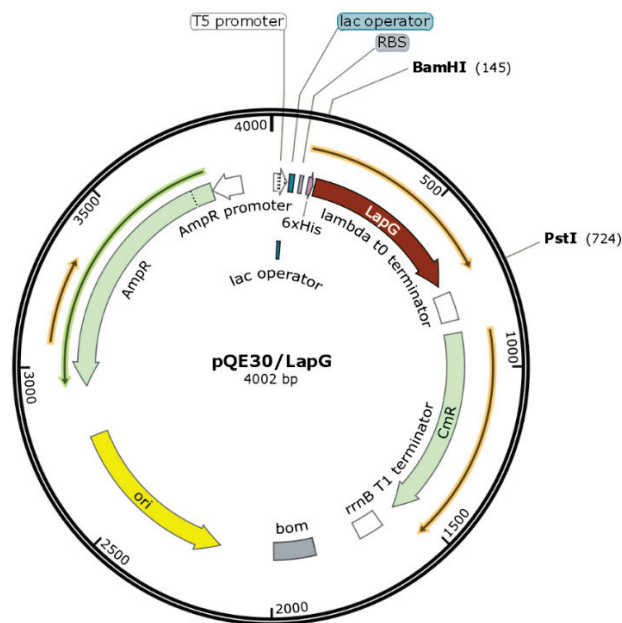 T5 promoter
lac operator
RBS
BamHI (145)
4000
500
3500
AmpR promoter
6xHis
LapG
lambda t0 terminator
PstI (724)
lac operator
AmpR
pQE30/LapG
4002 bp
3000
1000
CmR
rrnB T1 terminator
ori
bom
1500
2500
2000